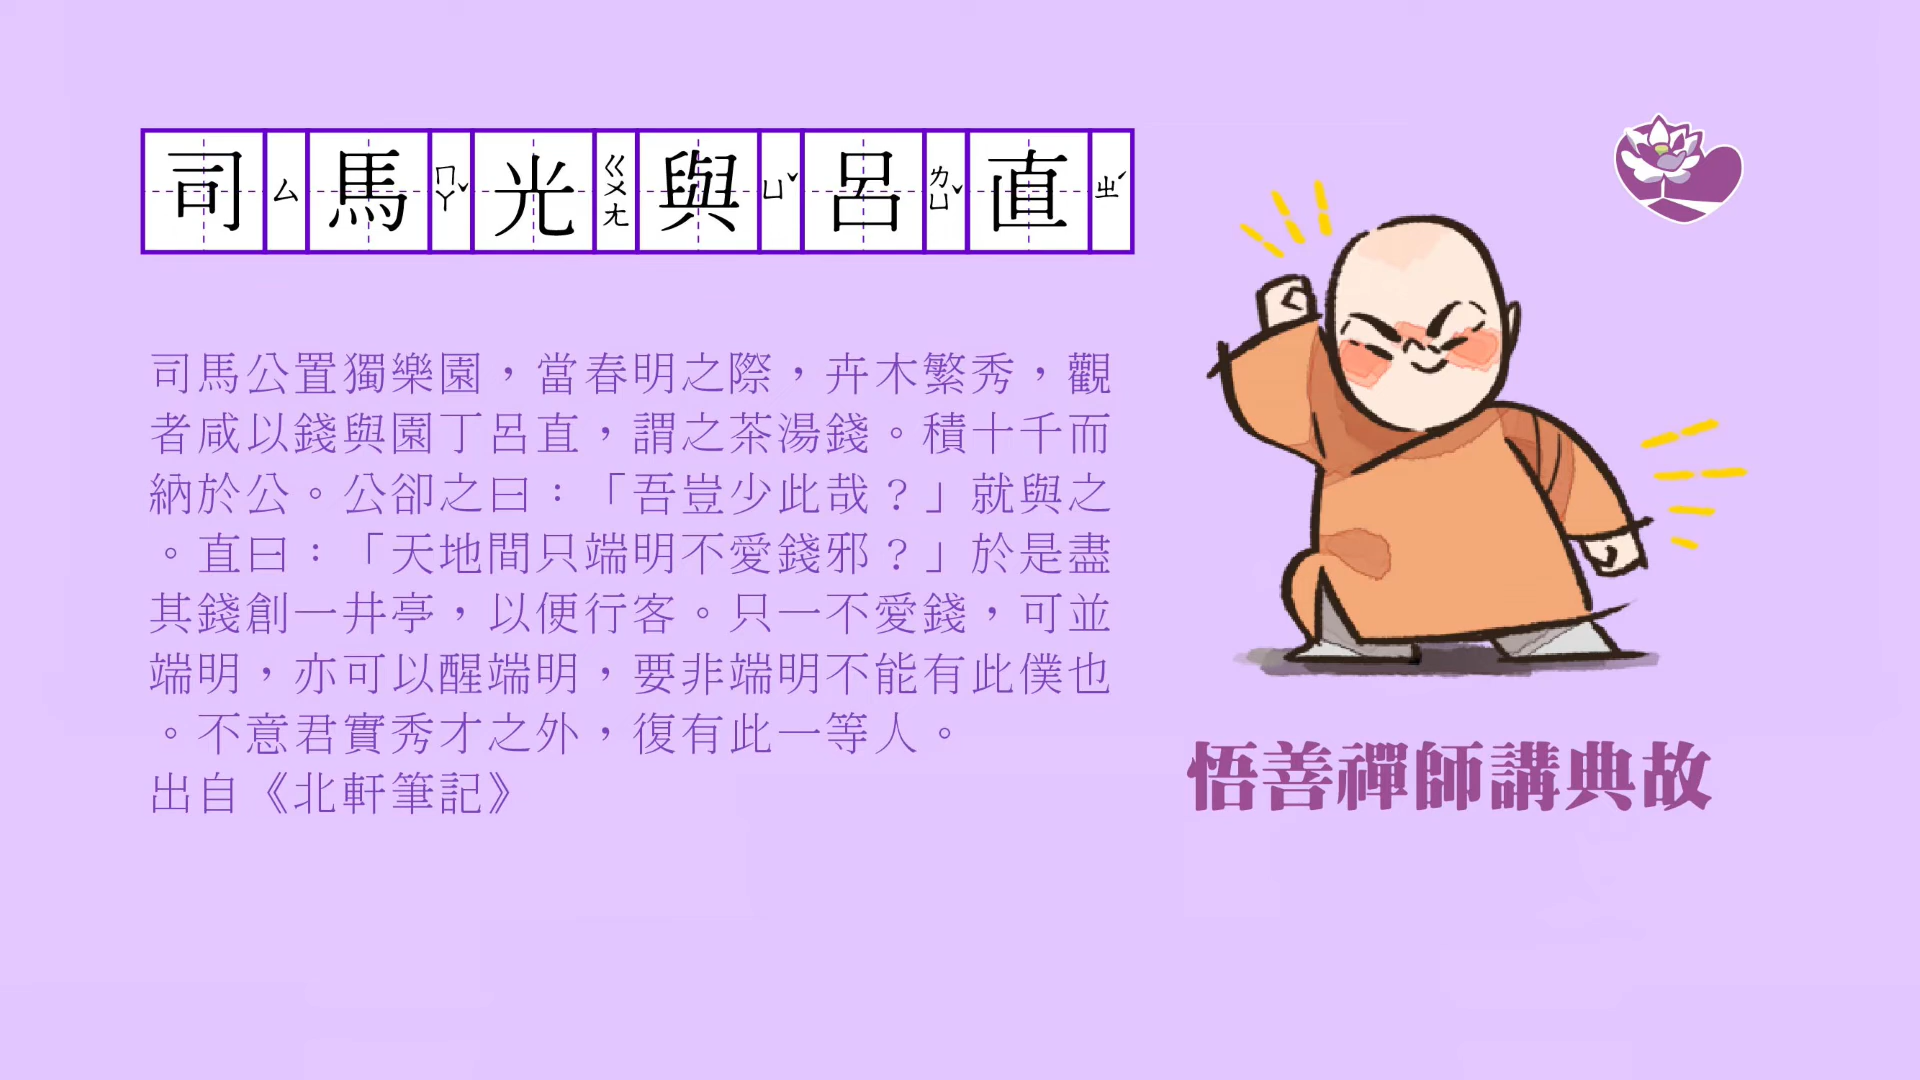 司ㄙ馬ㄇㄚˇ光ㄍㄨㄤ與ㄩˇ呂ㄌㄩˇ直ㄓˊ
司馬公置獨樂園，當春明之際，卉木繁秀，觀
者咸以錢與園丁呂直，謂之茶湯錢。積十千而
納於公。公卻之曰：「吾豈少此哉？」就與之
。直曰：「天地間只端明不愛錢邪？」於是盡
其錢創一井亭，以便行客。只一不愛錢，可並
端明，亦可以醒端明，要非端明不能有此僕也
。不意君實秀才之外，復有此一等人。
出自《北軒筆記》
悟善禪師講典故